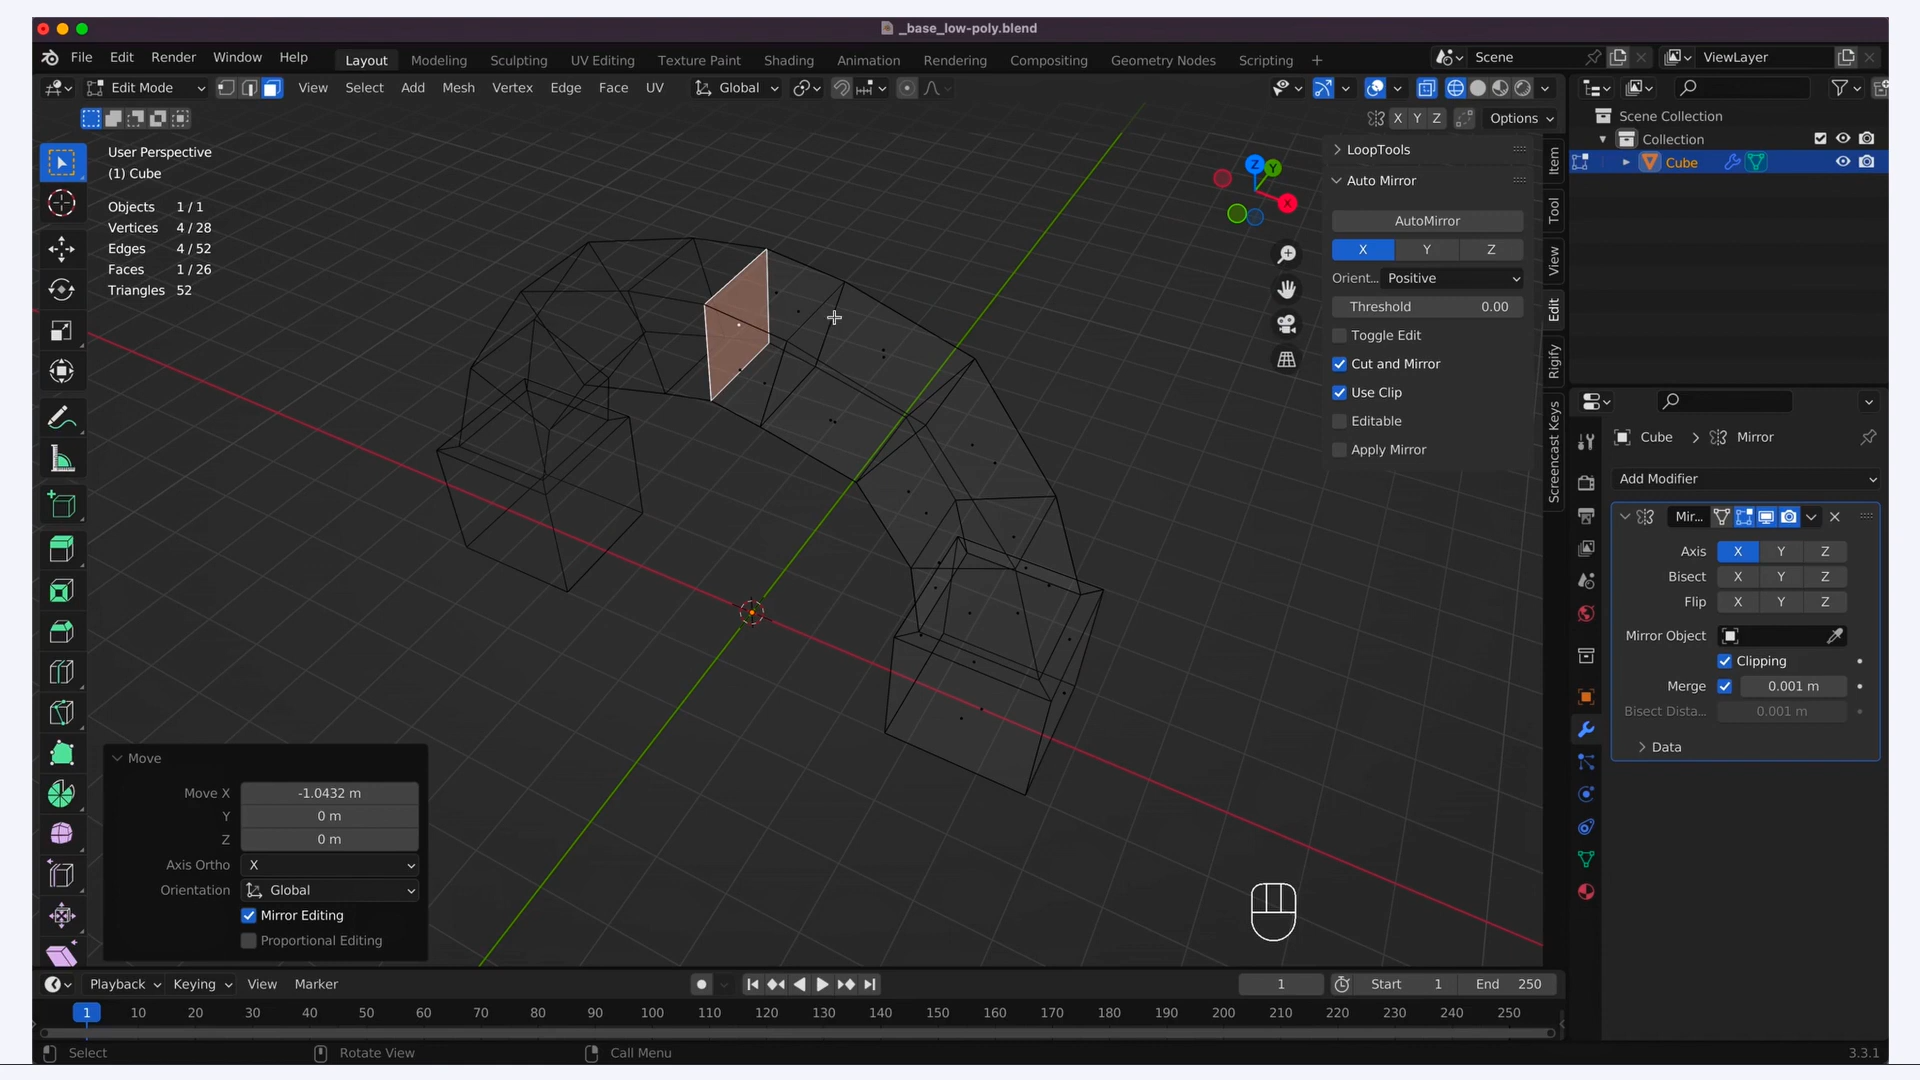 _base_low-poly.blend
File Edit Render Window Help Layout Modeling Sculpting UV Editing Texture Paint Shading Animation Rendering Compositing Geometry Nodes Scripting + Scene ViewLayer
Edit Mode View Select Add Mesh Vertex Edge Face UV Global
X Y Z Options
User Perspective
(1) Cube
Objects 1 / 1
Vertices 4 / 28
Edges 4 / 52
Faces 1 / 26
Triangles 52
Z Y X
LoopTools
Auto Mirror
AutoMirror
X Y Z
Orient... Positive
Threshold 0.00
Toggle Edit
Cut and Mirror
Use Clip
Editable
Apply Mirror
Item
Tool
View
Edit
Rigify
Screencast Keys
Scene Collection
Collection
Cube
Cube > Mirror
Add Modifier
Mir...
Axis X Y Z
Bisect X Y Z
Flip X Y Z
Mirror Object
Clipping
Merge 0.001 m
Bisect Dista... 0.001 m
Data
Move
Move X -1.0432 m
Y 0 m
Z 0 m
Axis Ortho X
Orientation Global
Mirror Editing
Proportional Editing
Playback Keying View Marker 1 Start 1 End 250
1 10 20 30 40 50 60 70 80 90 100 110 120 130 140 150 160 170 180 190 200 210 220 230 240 250
Select Rotate View Call Menu 3.3.1